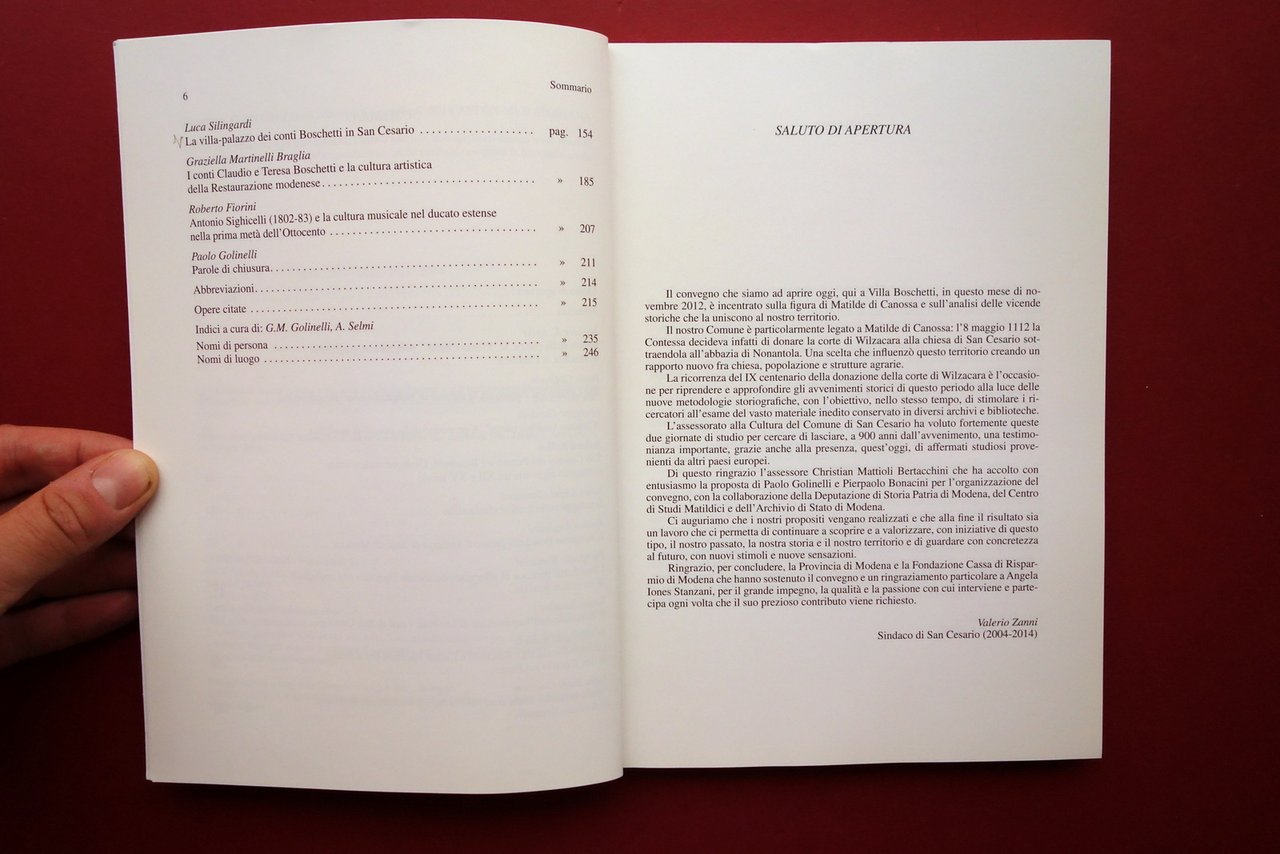 6
Sommario
Luca Silingardi
La villa-palazzo dei conti Boschetti in San Cesario . . . . . . . . . . . . . . . . . . pag. 154
Graziella Martinelli Braglia
I conti Claudio e Teresa Boschetti e la cultura artistica
della Restaurazione modenese . . . . . . . . . . . . . . . . . . . . . . . . . . . . . . . . . » 185
Roberto Fiorini
Antonio Sighicelli (1802-83) e la cultura musicale nel ducato estense
nella prima metà dell'Ottocento . . . . . . . . . . . . . . . . . . . . . . . . . . . . . . . . » 207
Paolo Golinelli
Parole di chiusura . . . . . . . . . . . . . . . . . . . . . . . . . . . . . . . . . . . . . . . . » 211
Abbreviazioni . . . . . . . . . . . . . . . . . . . . . . . . . . . . . . . . . . . . . . . . . . . » 214
Opere citate . . . . . . . . . . . . . . . . . . . . . . . . . . . . . . . . . . . . . . . . . . . . » 215
Indici a cura di: G.M. Golinelli, A. Selmi
Nomi di persona . . . . . . . . . . . . . . . . . . . . . . . . . . . . . . . . . . . . . . . . . » 235
Nomi di luogo . . . . . . . . . . . . . . . . . . . . . . . . . . . . . . . . . . . . . . . . . . . » 246
SALUTO DI APERTURA
Il convegno che siamo ad aprire oggi, qui a Villa Boschetti, in questo mese di no-
vembre 2012, è incentrato sulla figura di Matilde di Canossa e sull'analisi delle vicende
storiche che la uniscono al nostro territorio.
Il nostro Comune è particolarmente legato a Matilde di Canossa: l'8 maggio 1112 la
Contessa decideva infatti di donare la corte di Wilzacara alla chiesa di San Cesario sot-
traendola all'abbazia di Nonantola. Una scelta che influenzò questo territorio creando un
rapporto nuovo fra chiesa, popolazione e strutture agrarie.
La ricorrenza del IX centenario della donazione della corte di Wilzacara è l'occasio-
ne per riprendere e approfondire gli avvenimenti storici di questo periodo alla luce delle
nuove metodologie storiografiche, con l'obiettivo, nello stesso tempo, di stimolare i ri-
cercatori all'esame del vasto materiale inedito conservato in diversi archivi e biblioteche.
L'assessorato alla Cultura del Comune di San Cesario ha voluto fortemente queste
due giornate di studio per cercare di lasciare, a 900 anni dall'avvenimento, una testimo-
nianza importante, grazie anche alla presenza, quest'oggi, di affermati studiosi prove-
nienti da altri paesi europei.
Di questo ringrazio l'assessore Christian Mattioli Bertacchini che ha accolto con
entusiasmo la proposta di Paolo Golinelli e Pierpaolo Bonacini per l'organizzazione del
convegno, con la collaborazione della Deputazione di Storia Patria di Modena, del Centro
di Studi Matildici e dell'Archivio di Stato di Modena.
Ci auguriamo che i nostri propositi vengano realizzati e che alla fine il risultato sia
un lavoro che ci permetta di continuare a scoprire e a valorizzare, con iniziative di questo
tipo, il nostro passato, la nostra storia e il nostro territorio e di guardare con concretezza
al futuro, con nuovi stimoli e nuove sensazioni.
Ringrazio, per concludere, la Provincia di Modena e la Fondazione Cassa di Rispar-
mio di Modena che hanno sostenuto il convegno e un ringraziamento particolare a Angela
Iones Stanzani, per il grande impegno, la qualità e la passione con cui interviene e parte-
cipa ogni volta che il suo prezioso contributo viene richiesto.
Valerio Zanni
Sindaco di San Cesario (2004-2014)